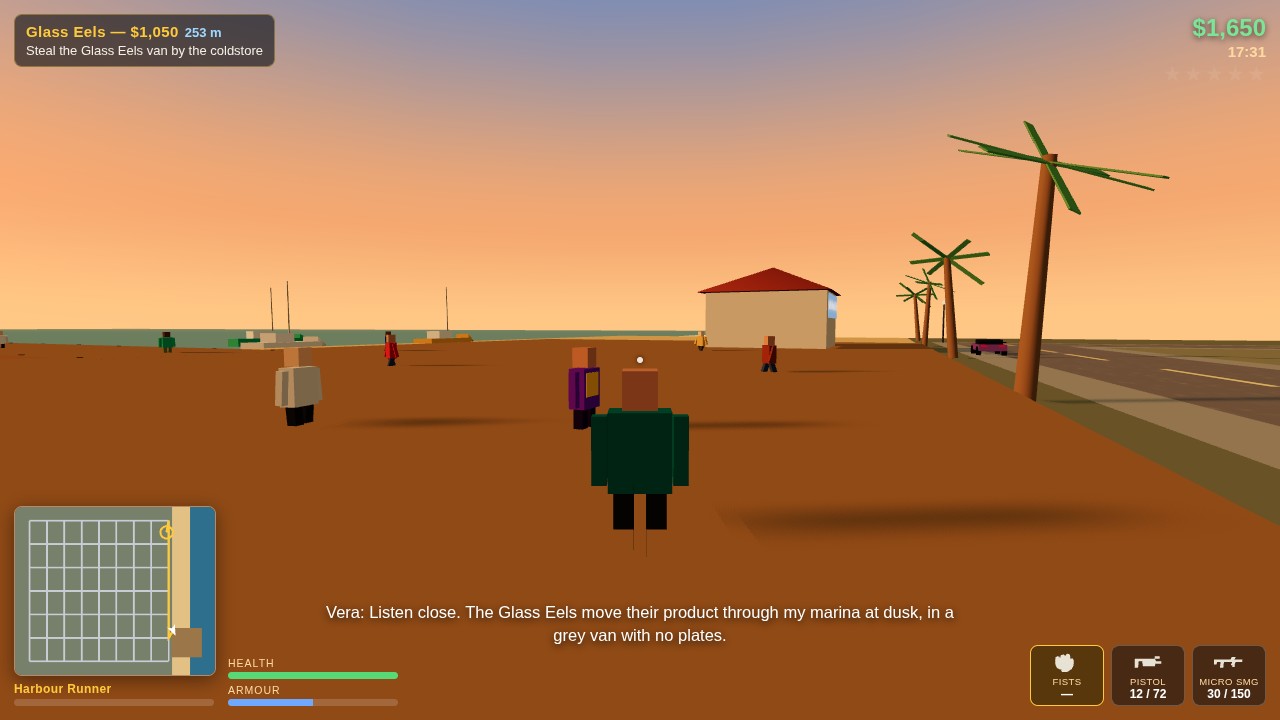 Glass Eels — $1,050 253 m
Steal the Glass Eels van by the coldstore
$1,650
17:31
Vera: Listen close. The Glass Eels move their product through my marina at dusk, in a
grey van with no plates.
Harbour Runner
HEALTH
ARMOUR
FISTS
—
PISTOL
12 / 72
MICRO SMG
30 / 150